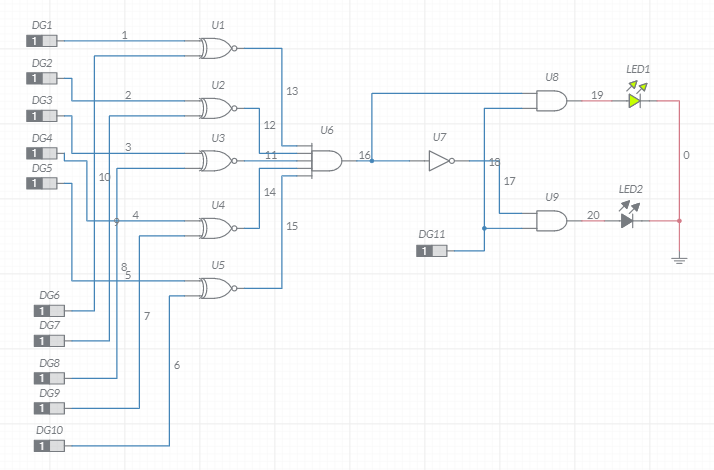 DG1
1
1
U1
DG2
1
2
U2
13
DG3
1
12
U6
U8
19
LED1
DG4
1
3
U3
11
16
U7
18
0
DG5
1
10
14
17
9
4
U4
15
U9
20
LED2
DG11
1
8
5
U5
DG6
1
7
DG7
1
6
DG8
1
DG9
1
DG10
1